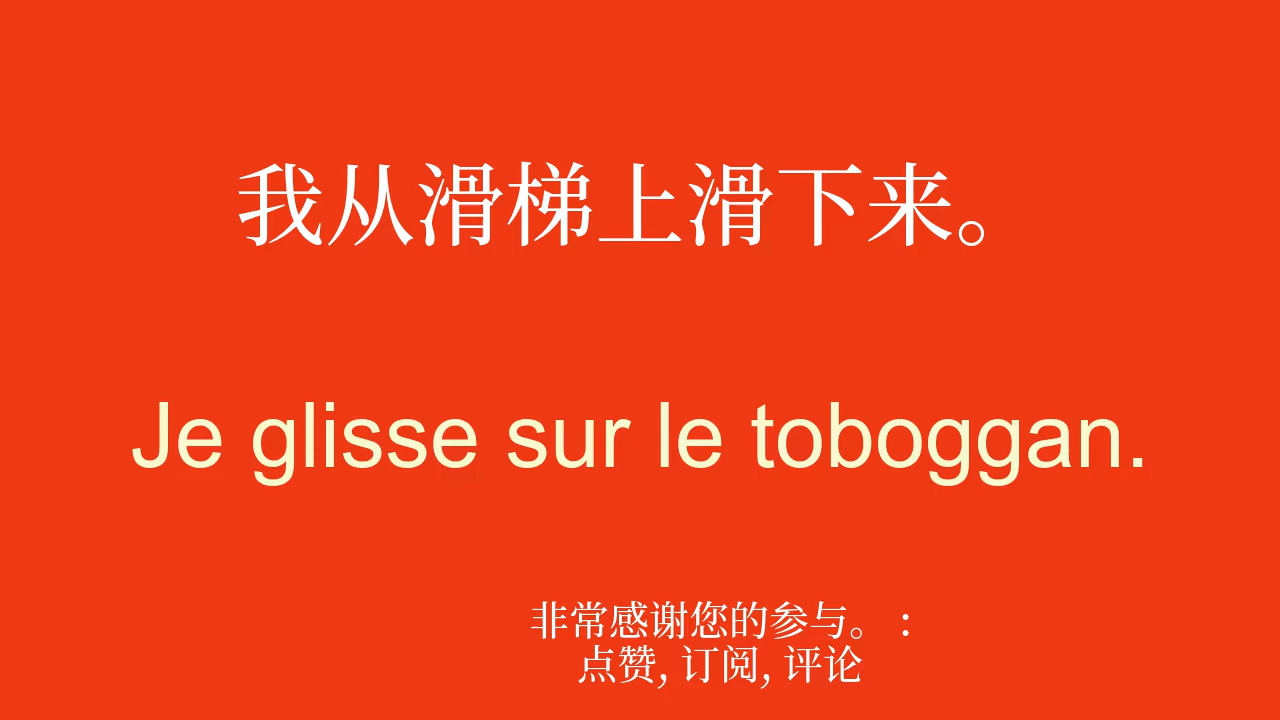 我从滑梯上滑下来。
Je glisse sur le toboggan.
非常感谢您的参与。 :
点赞, 订阅, 评论